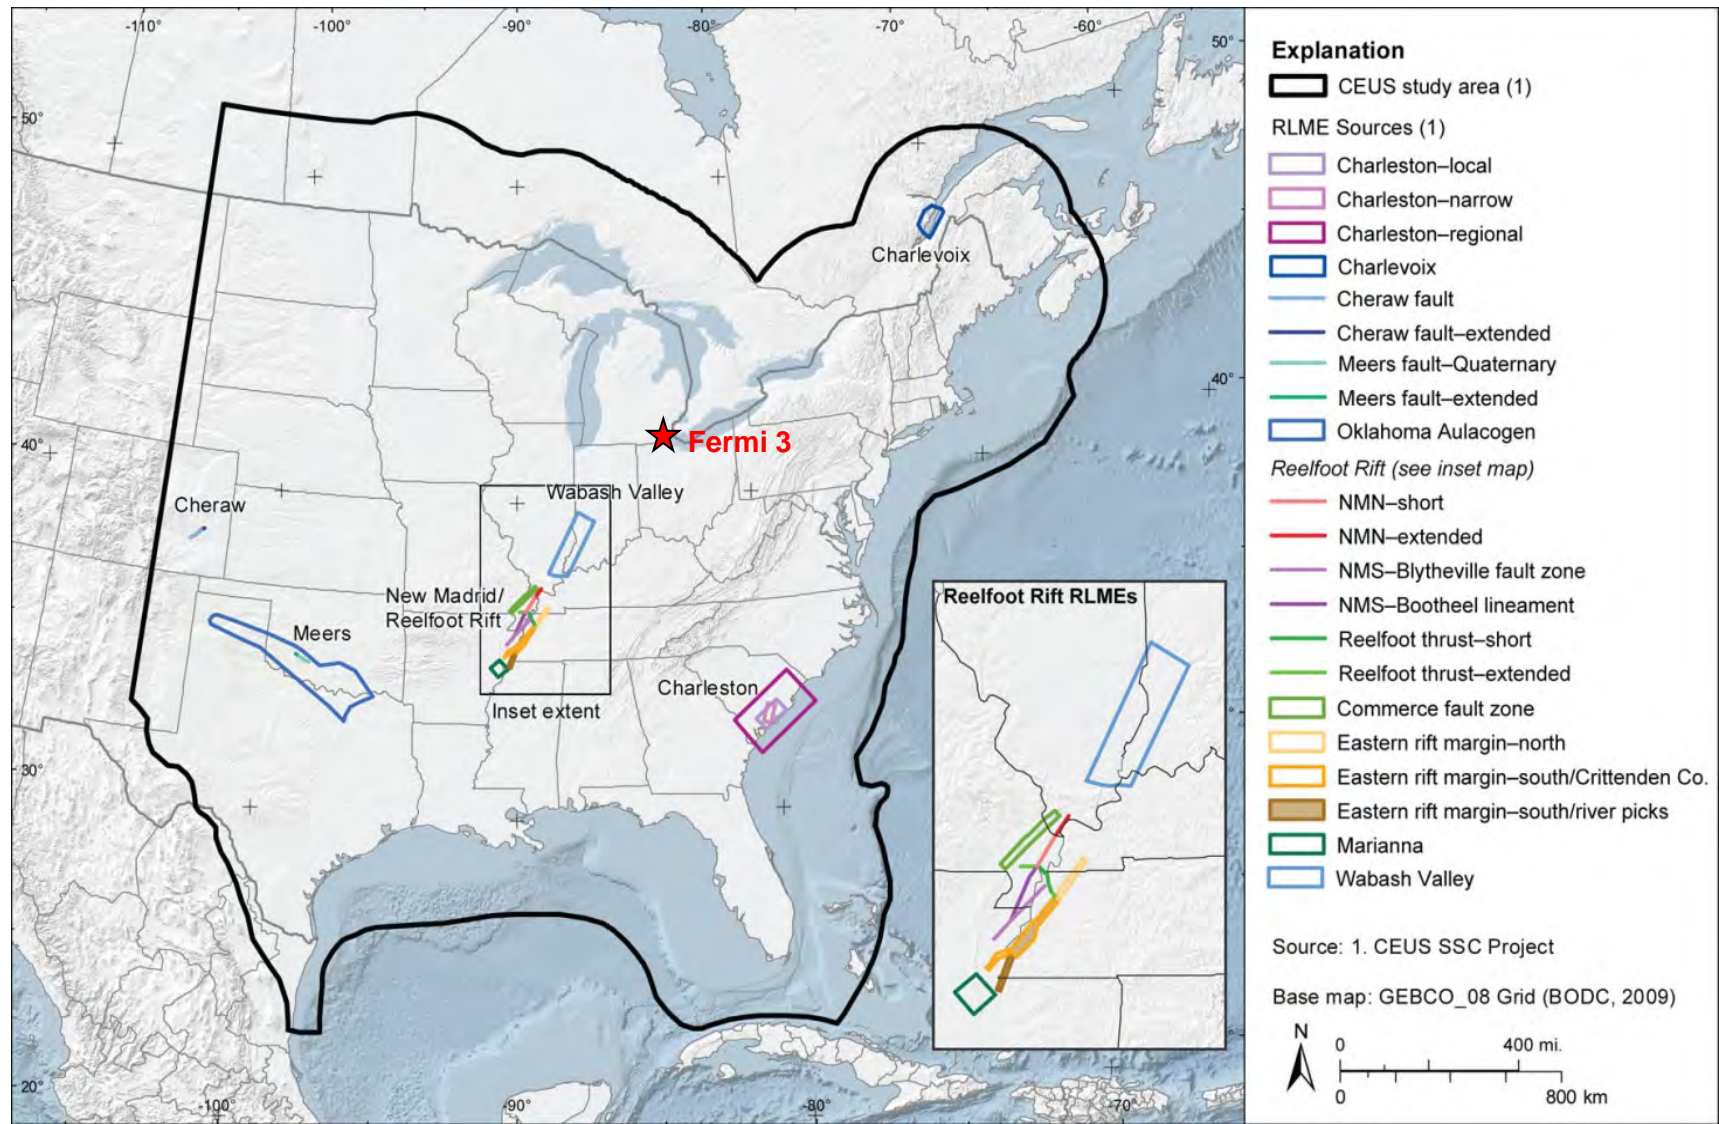 -110°
-100°
-90°
-80°
-70°
-60°
50°
50°
Charlevoix
40°
40°
Fermi 3
Wabash Valley
Cheraw
New Madrid/
Reelfoot Rift
Meers
Charleston
Inset extent
30°
Reelfoot Rift RLMEs
20°
-100°
-90°
-80°
-70°
Explanation
CEUS study area (1)
RLME Sources (1)
Charleston–local
Charleston–narrow
Charleston–regional
Charlevoix
Cheraw fault
Cheraw fault–extended
Meers fault–Quaternary
Meers fault–extended
Oklahoma Aulacogen
Reelfoot Rift (see inset map)
NMN–short
NMN–extended
NMS–Blytheville fault zone
NMS–Bootheel lineament
Reelfoot thrust–short
Reelfoot thrust–extended
Commerce fault zone
Eastern rift margin–north
Eastern rift margin–south/Crittenden Co.
Eastern rift margin–south/river picks
Marianna
Wabash Valley
Source: 1. CEUS SSC Project
Base map: GEBCO_08 Grid (BODC, 2009)
N
0 400 mi.
0 800 km